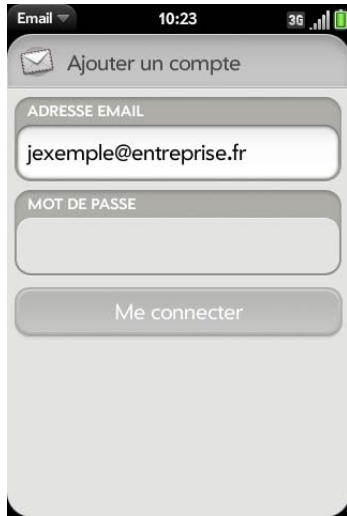 Email 10:23 3G
Ajouter un compte
ADRESSE EMAIL
jexemple@entreprise.fr
MOT DE PASSE
Me connecter